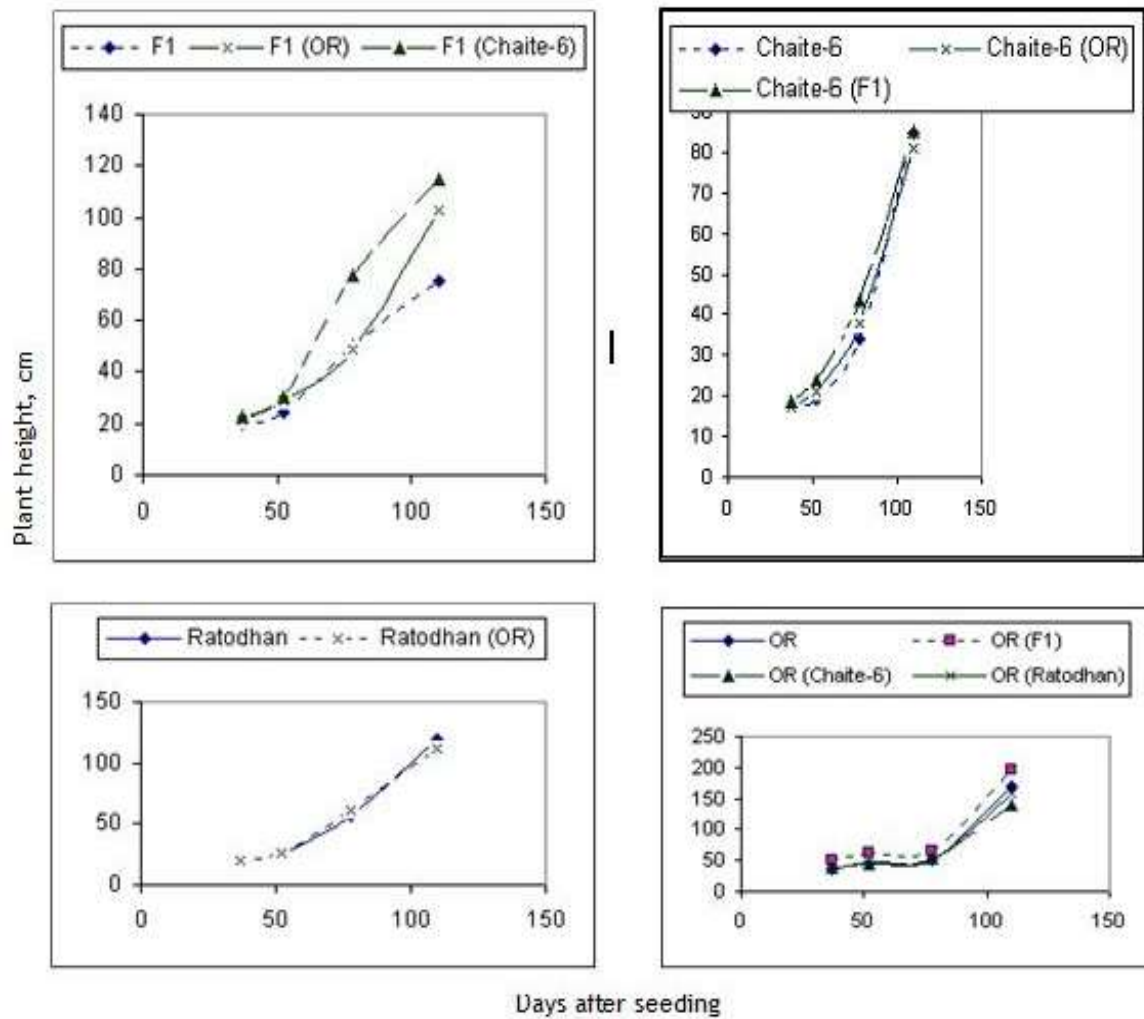 F1 F1 (OR) F1 (Chaite-6)
140
120
100
80
60
40
20
0
0 50 100 150
Plant height, cm
Chaite-6 Chaite-6 (OR)
Chaite-6 (F1)
90
80
70
60
50
40
30
20
10
0
0 50 100 150
Ratodhan Ratodhan (OR)
150
100
50
0
0 50 100 150
OR OR (F1)
OR (Chaite-6) OR (Ratodhan)
250
200
150
100
50
0
0 50 100 150
Days after seeding